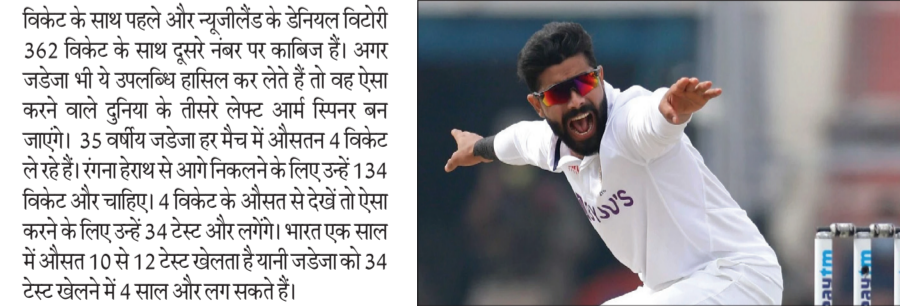 विकेट के साथ पहले और न्यूजीलैंड के डेनियल विटोरी
362 विकेट के साथ दूसरे नंबर पर काबिज हैं। अगर
जडेजा भी ये उपलब्धि हासिल कर लेते हैं तो वह ऐसा
करने वाले दुनिया के तीसरे लेफ्ट आर्म स्पिनर बन
जाएंगे। 35 वर्षीय जडेजा हर मैच में औसतन 4 विकेट
ले रहे हैं। रंगना हेराथ से आगे निकलने के लिए उन्हें 134
विकेट और चाहिए। 4 विकेट के औसत से देखें तो ऐसा
करने के लिए उन्हें 34 टेस्ट और लगेंगे। भारत एक साल
में औसत 10 से 12 टेस्ट खेलता है यानी जडेजा को 34
टेस्ट खेलने में 4 साल और लग सकते हैं।